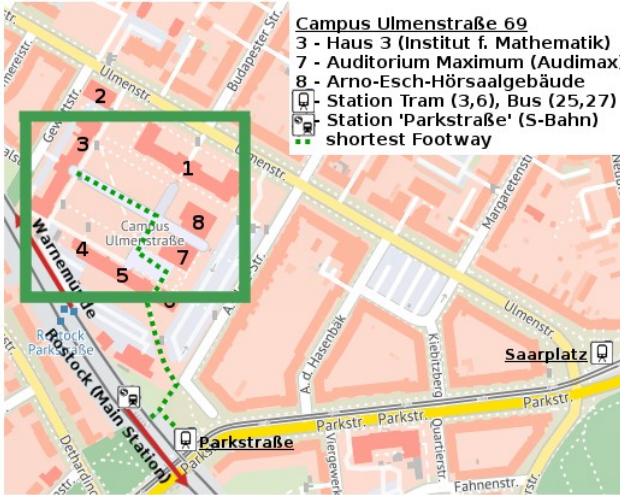 Campus Ulmenstraße 69
3 - Haus 3 (Institut f. Mathematik)
7 - Auditorium Maximum (Audimax)
8 - Arno-Esch-Hörsaalgebäude
- Station Tram (3,6), Bus (25,27)
- Station 'Parkstraße' (S-Bahn)
shortest Footway
Budapester Str.
Ulmenstr.
2
3
1
Ulmenstr.
Margaretenstr.
8
Campus
Ulmenstraße
7
4
5
6
Warnemünde
Rostock
Parkstraße
Rostock (Main Station)
A. d. Hasenbäk
Kiebitzberg
Ulmenstr.
Saarplatz
Parkstraße
Parkstr.
Parkstr.
Parkstr.
Parkstr.
Quartierstr.
Fahnenstr.